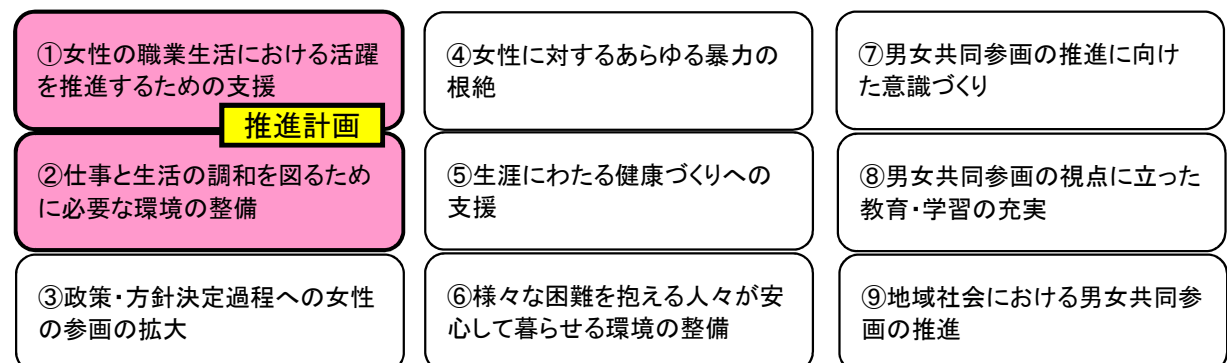 ①女性の職業生活における活躍
を推進するための支援
推進計画
②仕事と生活の調和を図るため
に必要な環境の整備
③政策・方針決定過程への女性
の参画の拡大
④女性に対するあらゆる暴力の
根絶
⑤生涯にわたる健康づくりへの
支援
⑥様々な困難を抱える人々が安
心して暮らせる環境の整備
⑦男女共同参画の推進に向け
た意識づくり
⑧男女共同参画の視点に立った
教育・学習の充実
⑨地域社会における男女共同参
画の推進